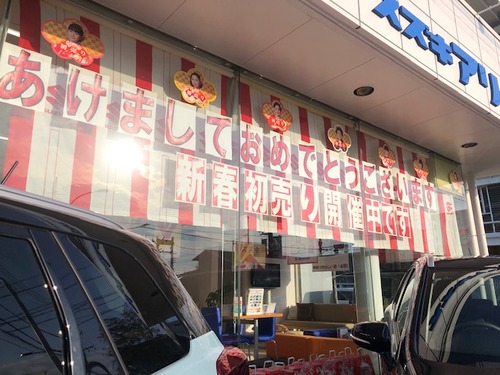 スズキアリ
あけましておめでとうございます
新春初売り開催中です